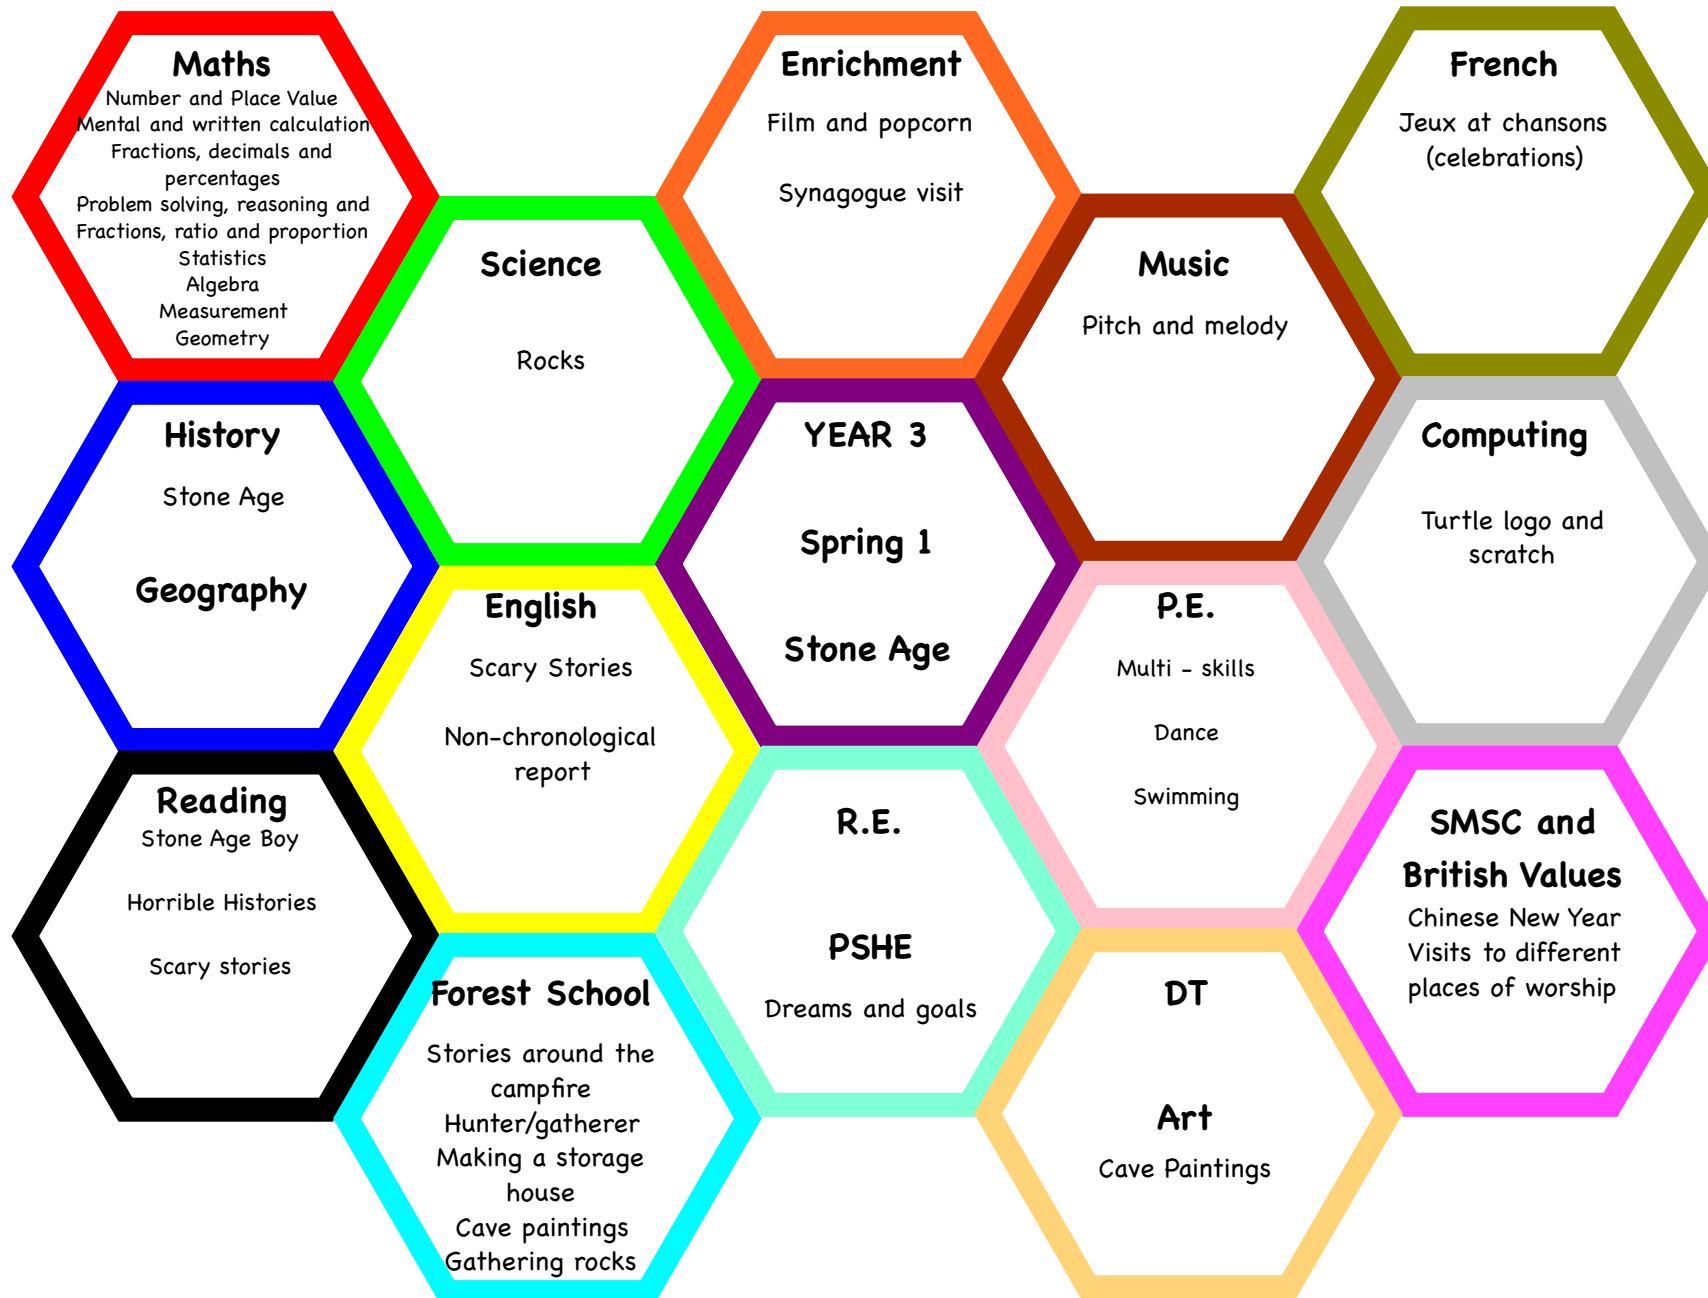 Maths
Number and Place Value
Mental and written calculation
Fractions, decimals and
percentages
Problem solving, reasoning and
Fractions, ratio and proportion
Statistics
Algebra
Measurement
Geometry
Enrichment
Film and popcorn
Synagogue visit
French
Jeux at chansons
(celebrations)
Science
Rocks
Music
Pitch and melody
History
Stone Age
Geography
YEAR 3
Spring 1
Stone Age
Computing
Turtle logo and
scratch
English
Scary Stories
Non-chronological
report
P.E.
Multi - skills
Dance
Swimming
Reading
Stone Age Boy
Horrible Histories
Scary stories
R.E.
PSHE
Dreams and goals
SMSC and
British Values
Chinese New Year
Visits to different
places of worship
Forest School
Stories around the
campfire
Hunter/gatherer
Making a storage
house
Cave paintings
Gathering rocks
DT
Art
Cave Paintings